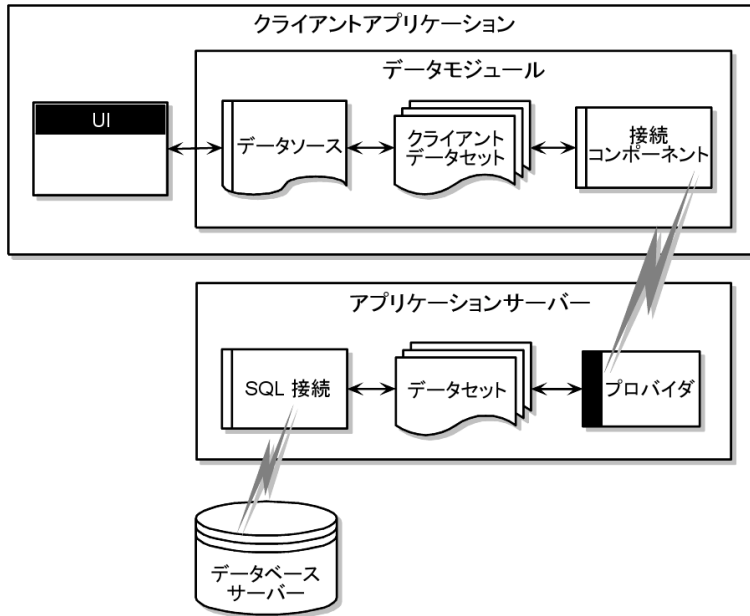 クライアントアプリケーション
データモジュール
UI
データソース
クライアント
データセット
接続
コンポーネント
アプリケーションサーバー
SQL 接続
データセット
プロバイダ
データベース
サーバー